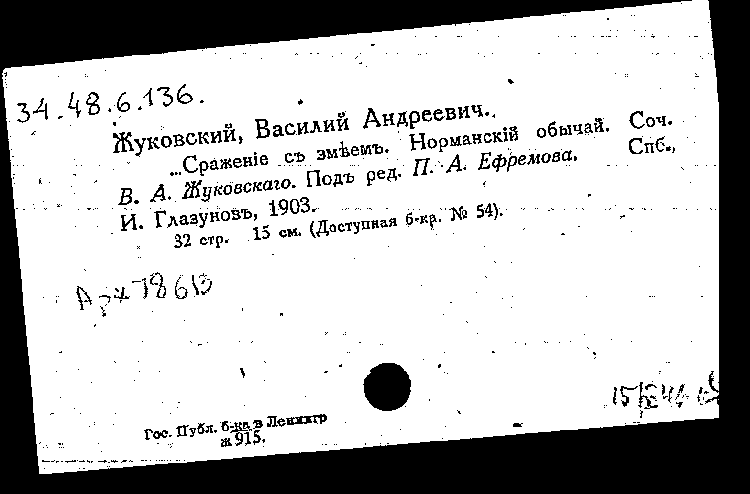 34.48.6.136.
Жуковский, Василий Андреевич.
...Сраженіе съ змѣемъ. Норманскій обычай. Соч.
В. А. Жуковскаго. Подъ ред. П. А. Ефремова. Спб.,
И. Глазуновъ, 1903.
32 стр. 15 см. (Доступная б-ка. № 54).
Гос. Публ. б-ка в Ленингр
ж 915.